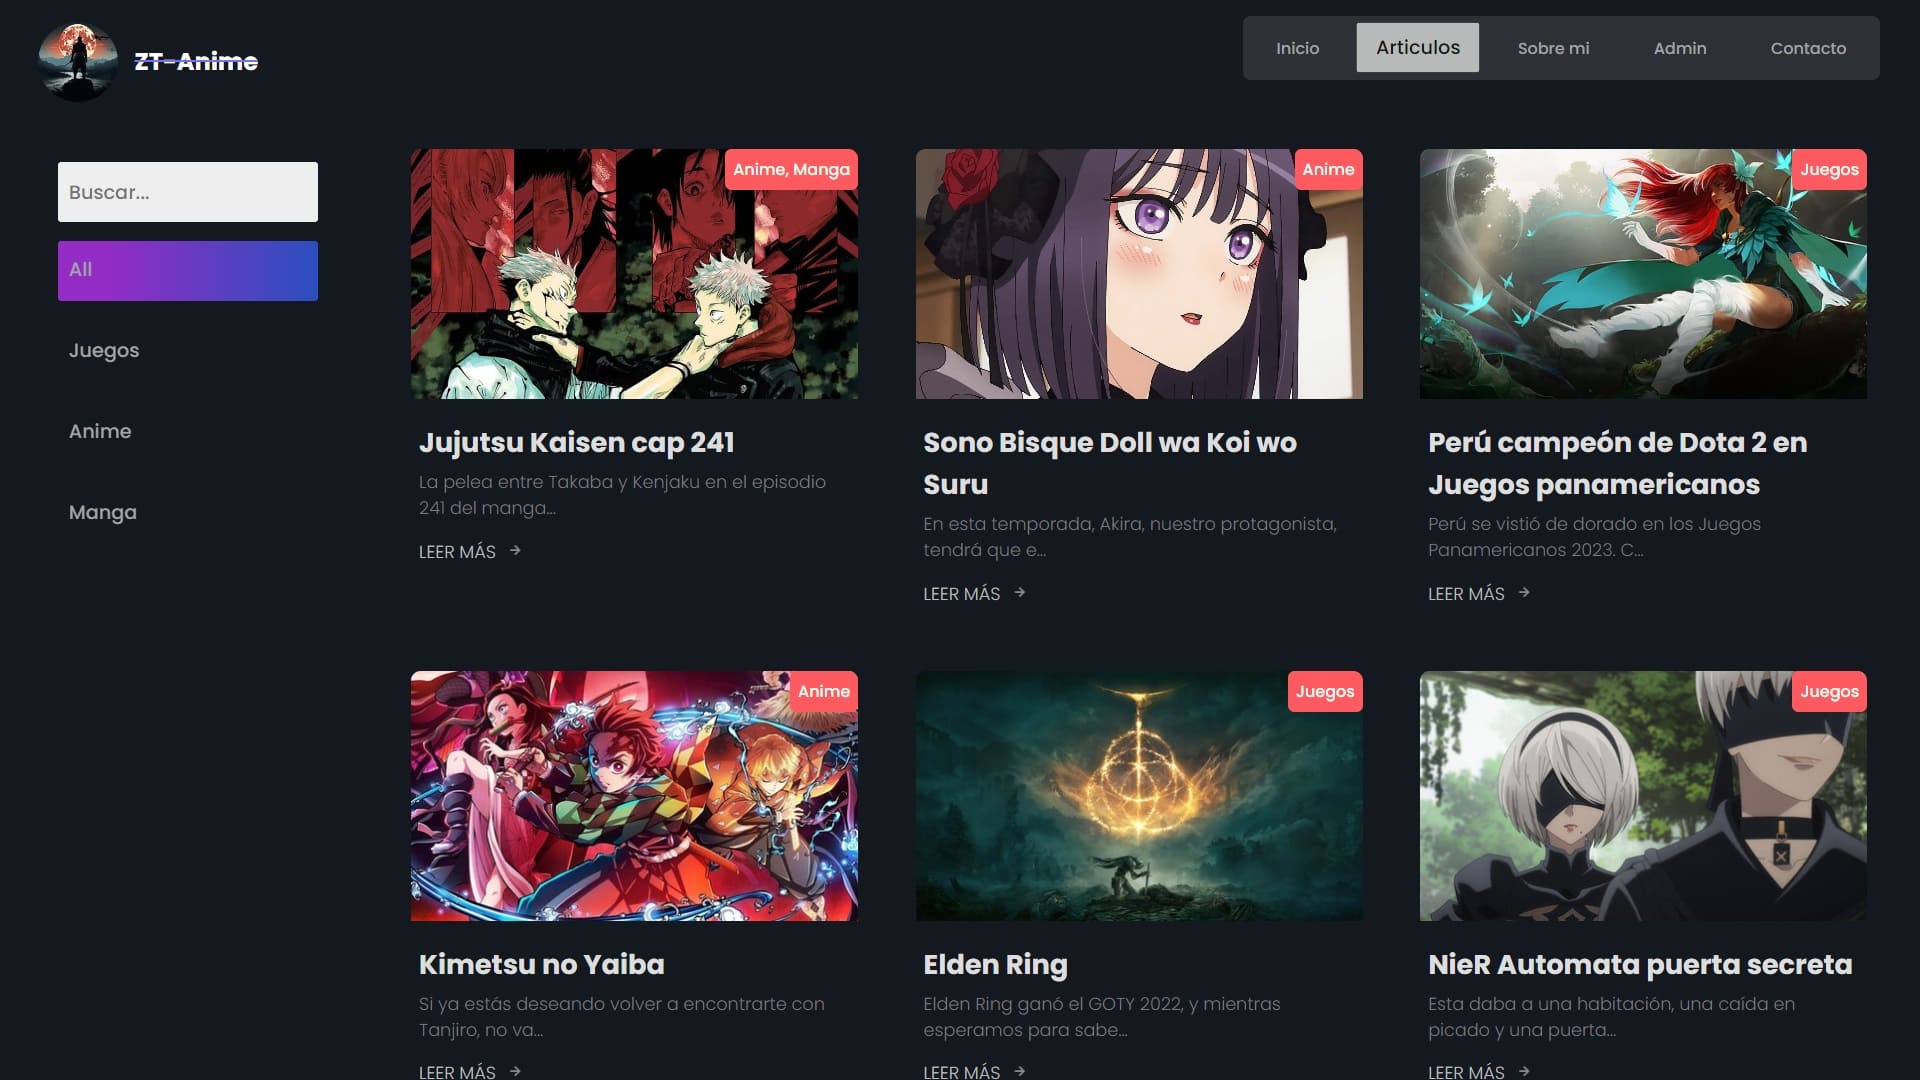 ZT-Anime
Inicio
Articulos
Sobre mi
Admin
Contacto
Buscar...
All
Juegos
Anime
Manga
Anime, Manga
Jujutsu Kaisen cap 241
La pelea entre Takaba y Kenjaku en el episodio
241 del manga...
LEER MÁS →
Anime
Sono Bisque Doll wa Koi wo
Suru
En esta temporada, Akira, nuestro protagonista,
tendrá que e...
LEER MÁS →
Juegos
Perú campeón de Dota 2 en
Juegos panamericanos
Perú se vistió de dorado en los Juegos
Panamericanos 2023. C...
LEER MÁS →
Anime
Kimetsu no Yaiba
Si ya estás deseando volver a encontrarte con
Tanjiro, no va...
LEER MÁS →
Juegos
Elden Ring
Elden Ring ganó el GOTY 2022, y mientras
esperamos para sabe...
LEER MÁS →
Juegos
NieR Automata puerta secreta
Esta daba a una habitación, una caída en
picado y una puerta...
LEER MÁS →